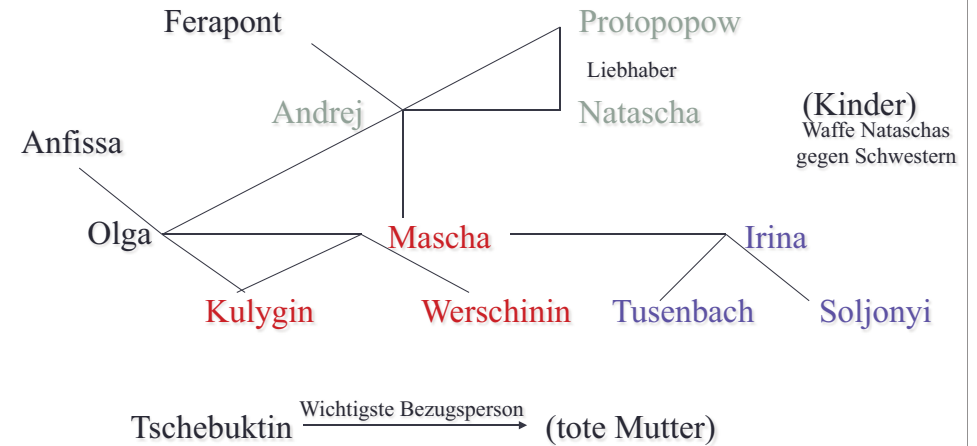 Ferapont
Protopopow
Liebhaber
Andrej
Natascha
(Kinder)
Waffe Nataschas
gegen Schwestern
Anfissa
Olga
Mascha
Irina
Kulygin
Werschinin
Tusenbach
Soljonyi
Tschebuktin
Wichtigste Bezugsperson
(tote Mutter)